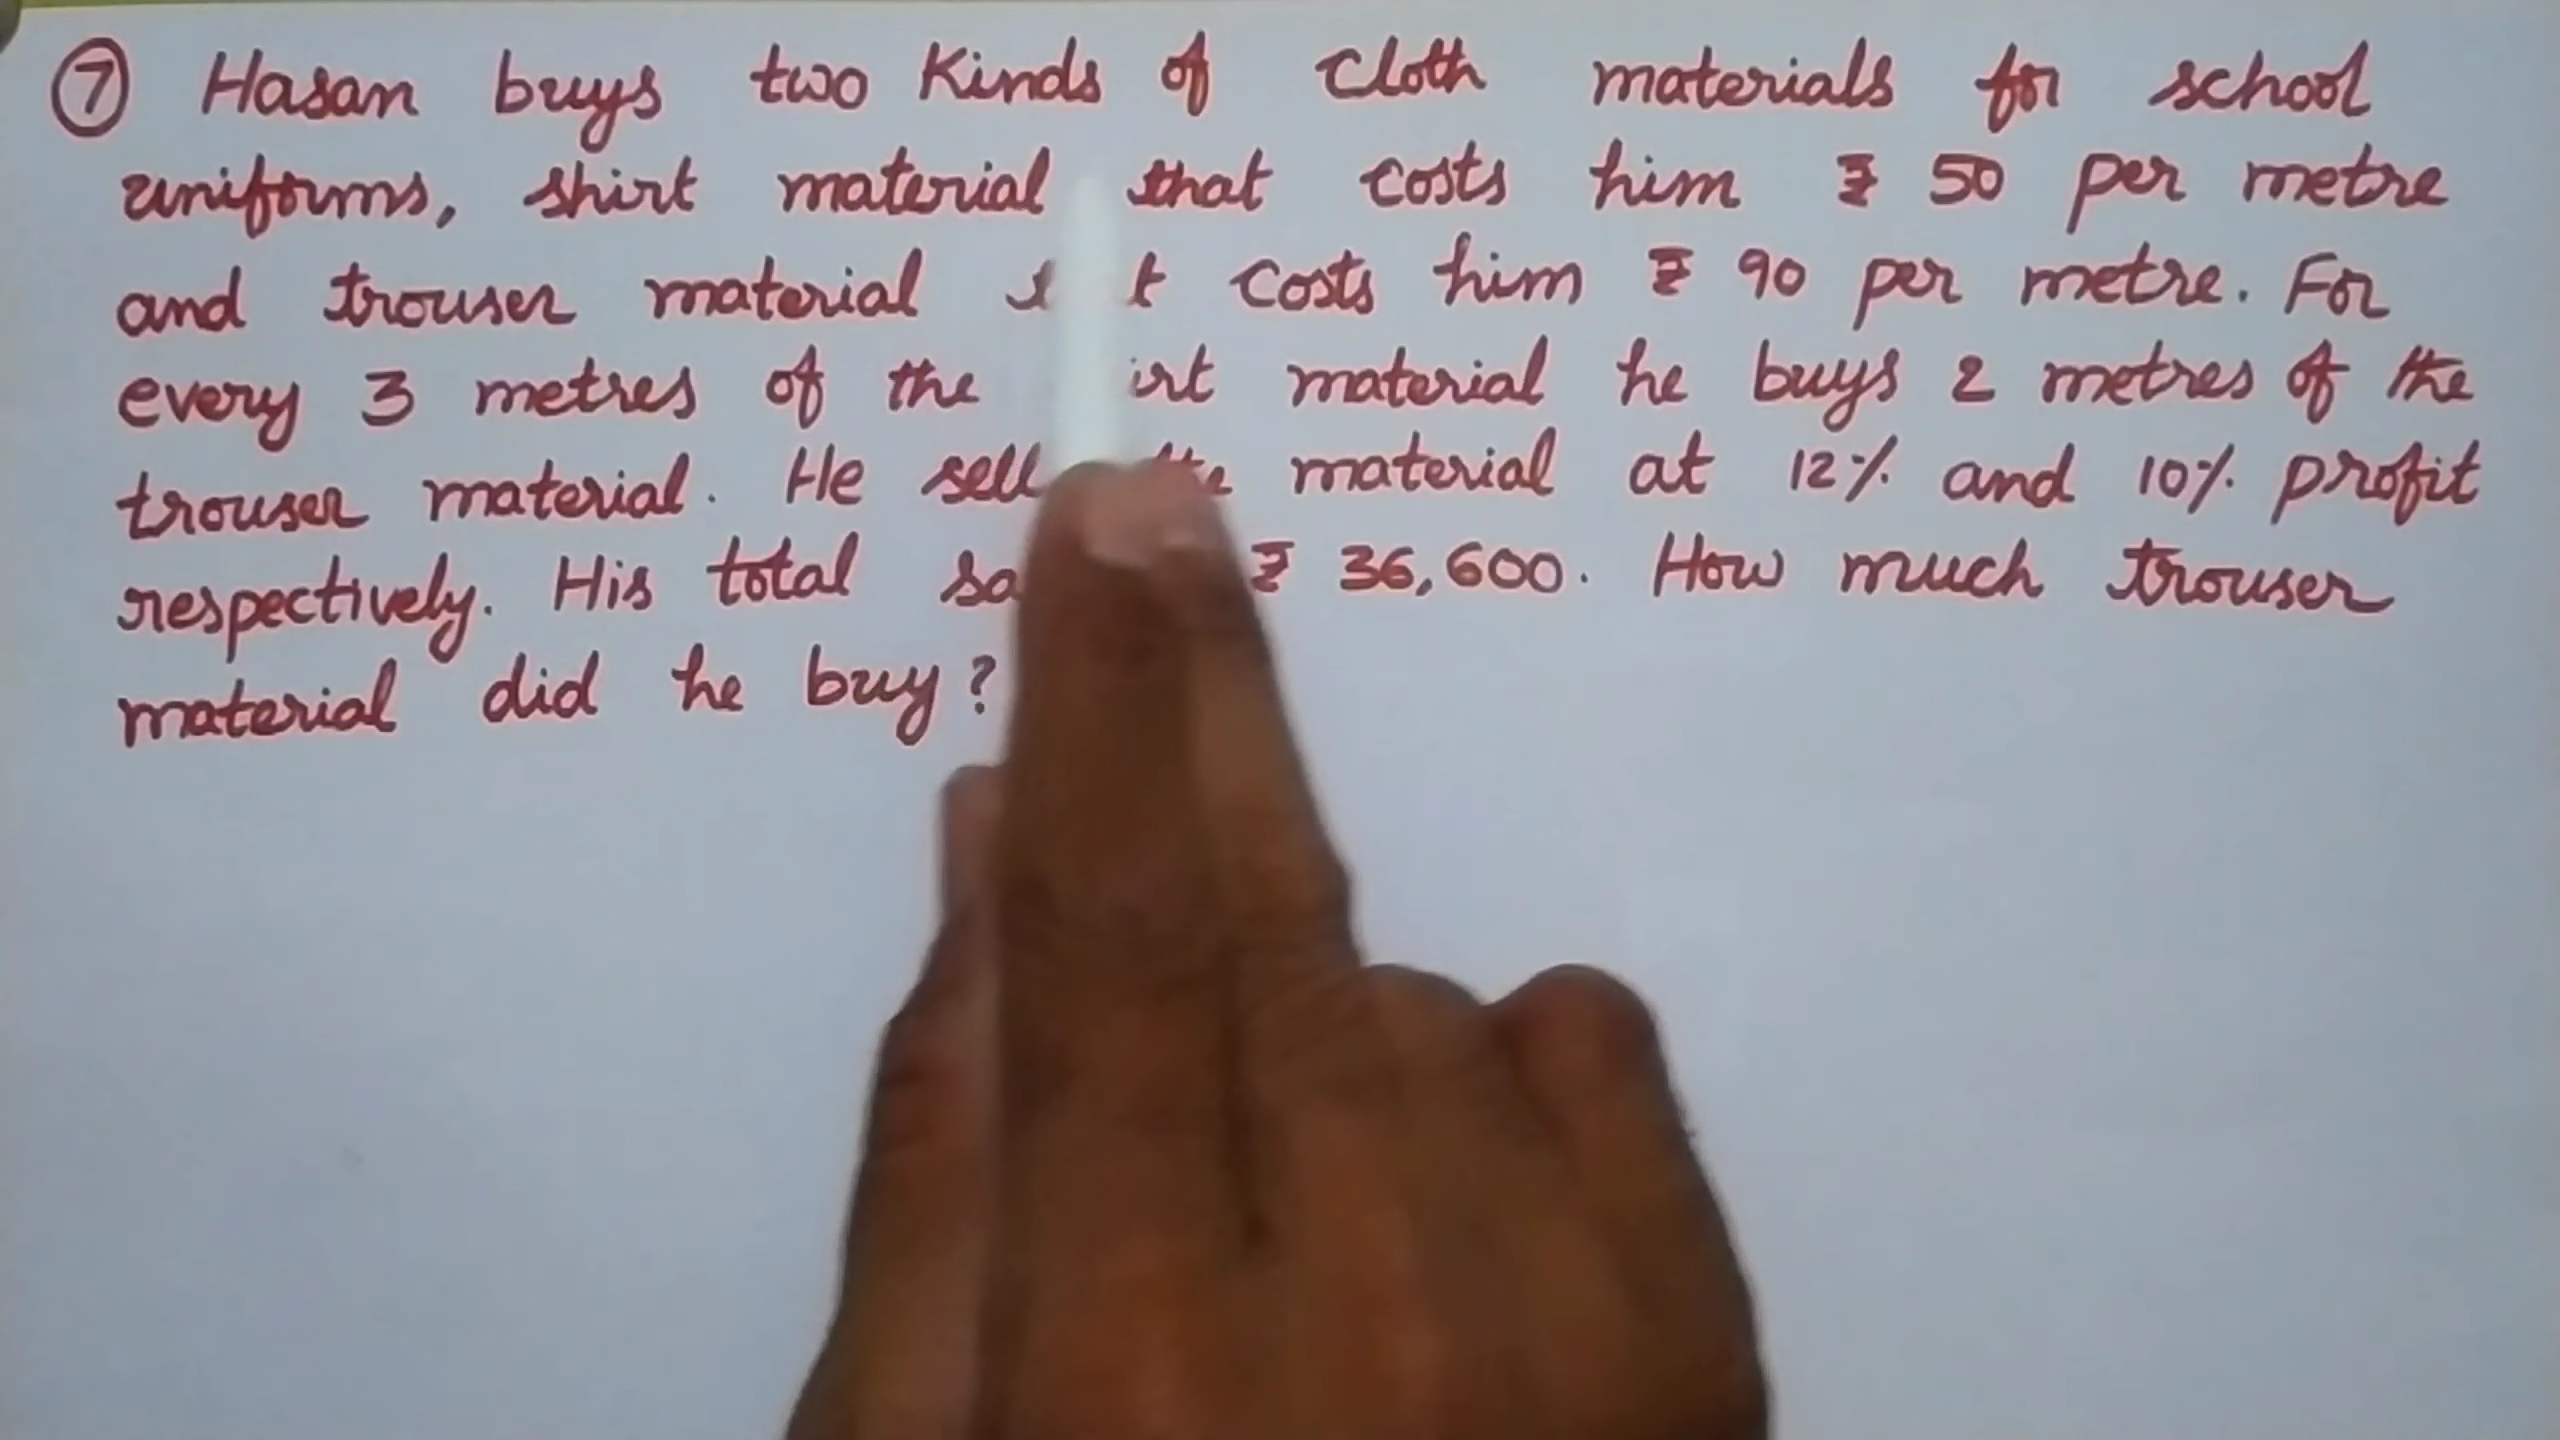 7 Hasan buys two Kinds of cloth materials for school
uniforms, shirt material that costs him ₹ 50 per metre
and trouser material costs him ₹ 90 per metre. For
every 3 metres of the material he buys 2 metres of the
trouser material. He the material at 12% and 10% profit
respectively. His total ₹ 36,600. How much trouser
material did he buy?